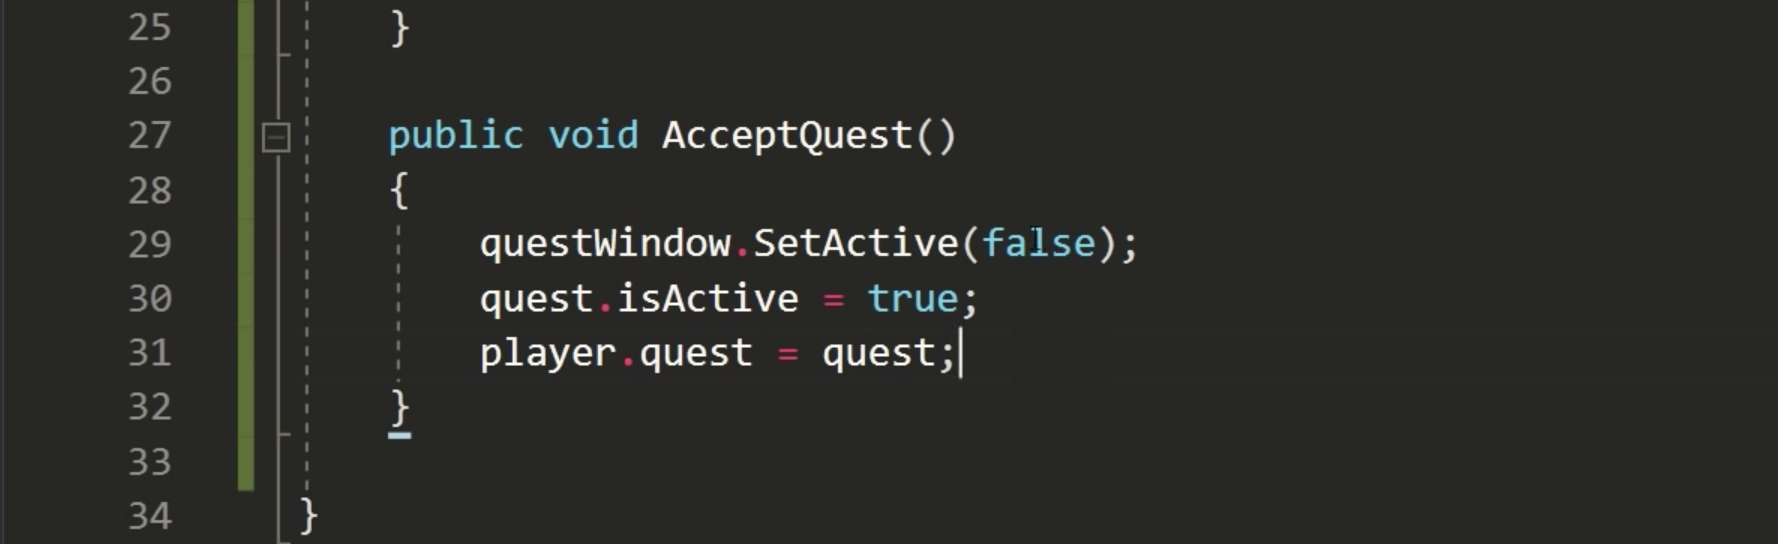 25 }
26
27 public void AcceptQuest()
28 {
29 questWindow.SetActive(false);
30 quest.isActive = true;
31 player.quest = quest;
32 }
33
34 }